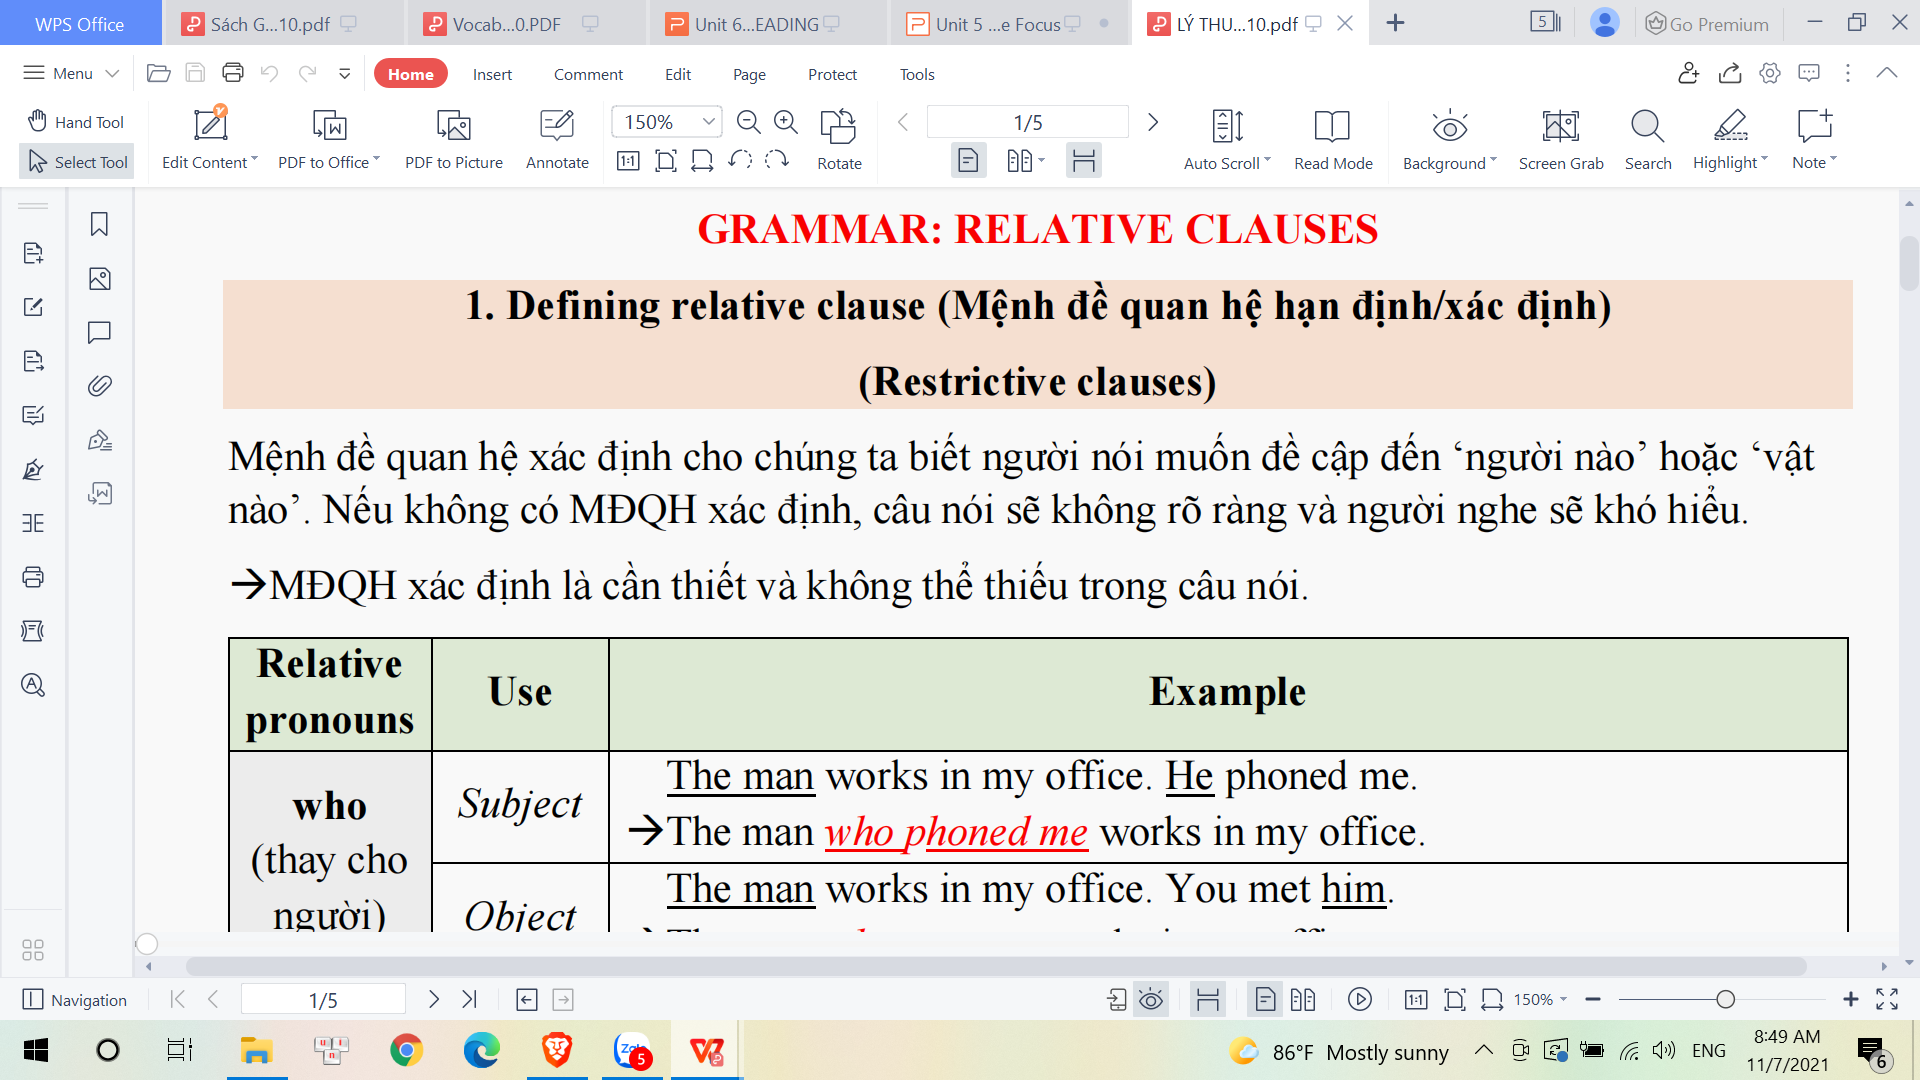 WPS Office
Sách G...10.pdf
Vocab...0.PDF
Unit 6...EADING
Unit 5 ...e Focus
LÝ THU...10.pdf
5
Go Premium
Menu
Home
Insert
Comment
Edit
Page
Protect
Tools
Hand Tool
Select Tool
Edit Content
PDF to Office
PDF to Picture
Annotate
150%
1:1
Rotate
1/5
Auto Scroll
Read Mode
Background
Screen Grab
Search
Highlight
Note
GRAMMAR: RELATIVE CLAUSES
1. Defining relative clause (Mệnh đề quan hệ hạn định/xác định)
(Restrictive clauses)
Mệnh đề quan hệ xác định cho chúng ta biết người nói muốn đề cập đến ‘người nào’ hoặc ‘vật
nào’. Nếu không có MĐQH xác định, câu nói sẽ không rõ ràng và người nghe sẽ khó hiểu.
→MĐQH xác định là cần thiết và không thể thiếu trong câu nói.
Relative
pronouns
Use
Example
who
(thay cho
người)
Subject
The man works in my office. He phoned me.
→The man who phoned me works in my office.
Object
The man works in my office. You met him.
Navigation
1/5
1:1
150%
86°F Mostly sunny
ENG
8:49 AM
11/7/2021
5
6